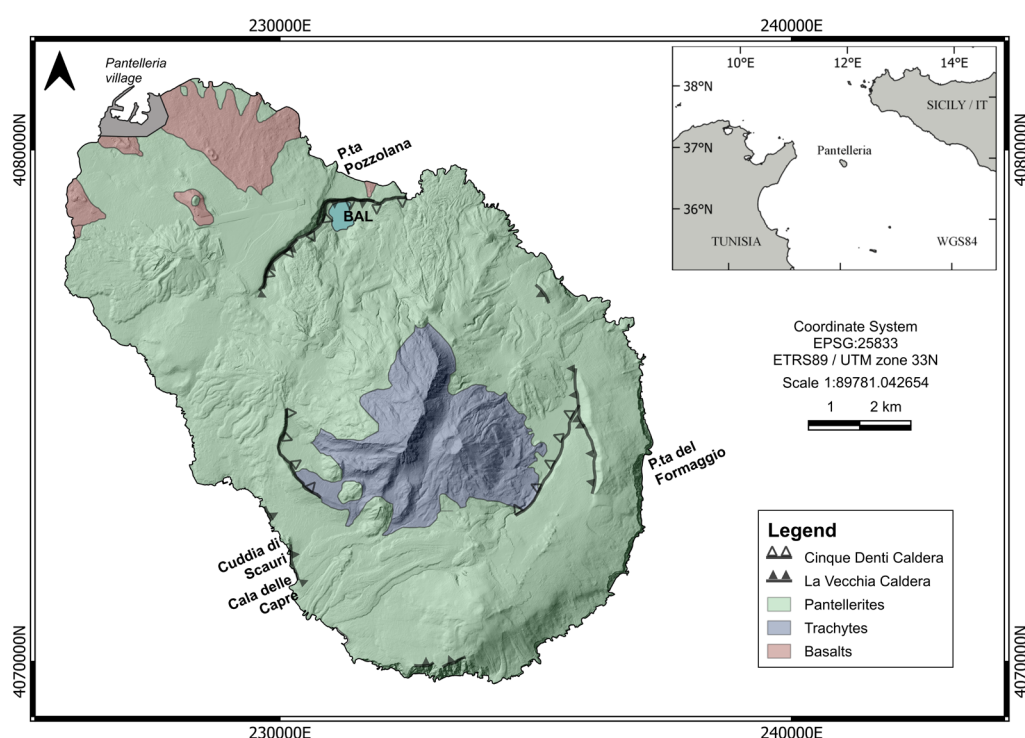 230000E
240000E
4080000N
4080000N
4070000N
4070000N
230000E
240000E
Pantelleria
village
P.ta
Pozzolana
BAL
P.ta del
Formaggio
Cuddia di
Scauri
Cala delle
Capre
10°E
12°E
14°E
38°N
37°N
36°N
SICILY / IT
Pantelleria
TUNISIA
WGS84
Coordinate System
EPSG:25833
ETRS89 / UTM zone 33N
Scale 1:89781.042654
1 2 km
Legend
Cinque Denti Caldera
La Vecchia Caldera
Pantellerites
Trachytes
Basalts